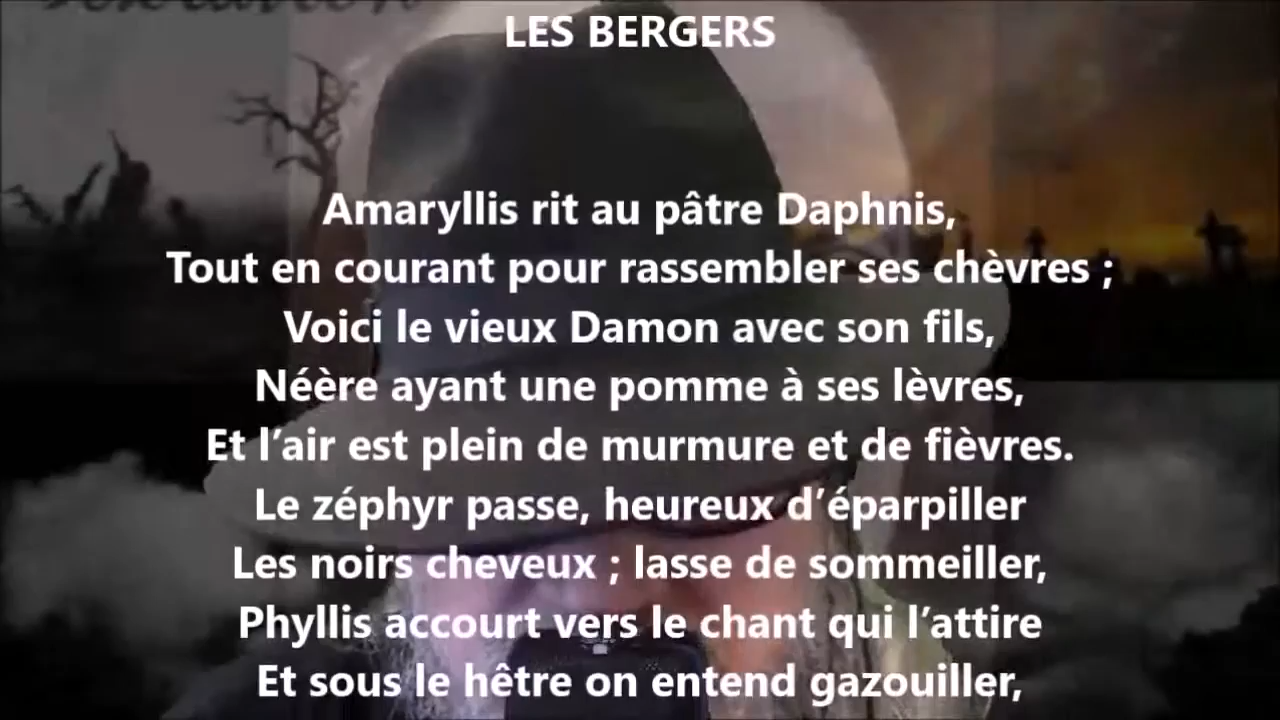 LES BERGERS
Amaryllis rit au pâtre Daphnis,
Tout en courant pour rassembler ses chèvres ;
Voici le vieux Damon avec son fils,
Néère ayant une pomme à ses lèvres,
Et l’air est plein de murmure et de fièvres.
Le zéphyr passe, heureux d’éparpiller
Les noirs cheveux ; lasse de sommeiller,
Phyllis accourt vers le chant qui l’attire
Et sous le hêtre on entend gazouiller,